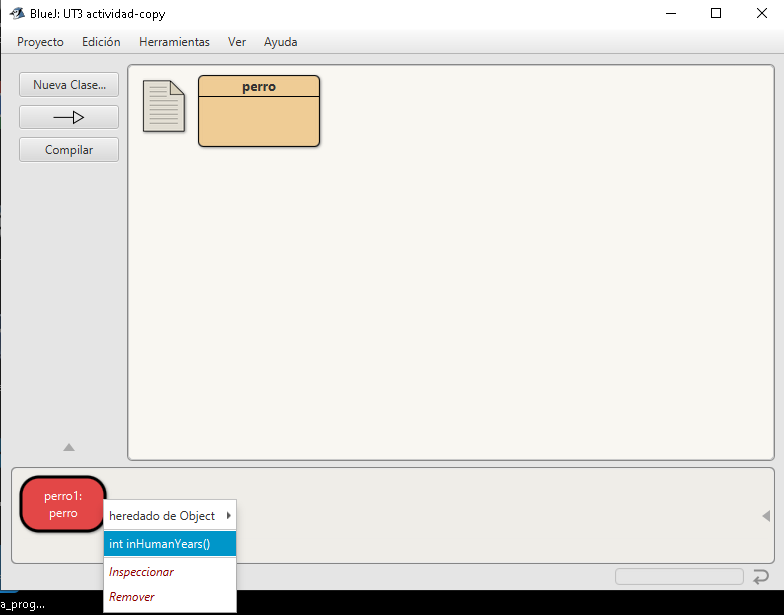 BlueJ: UT3 actividad-copy
Proyecto Edición Herramientas Ver Ayuda
Nueva Clase...
Compilar
perro
perro1:
perro
heredado de Object
int inHumanYears()
Inspeccionar
Remover
a_prog...